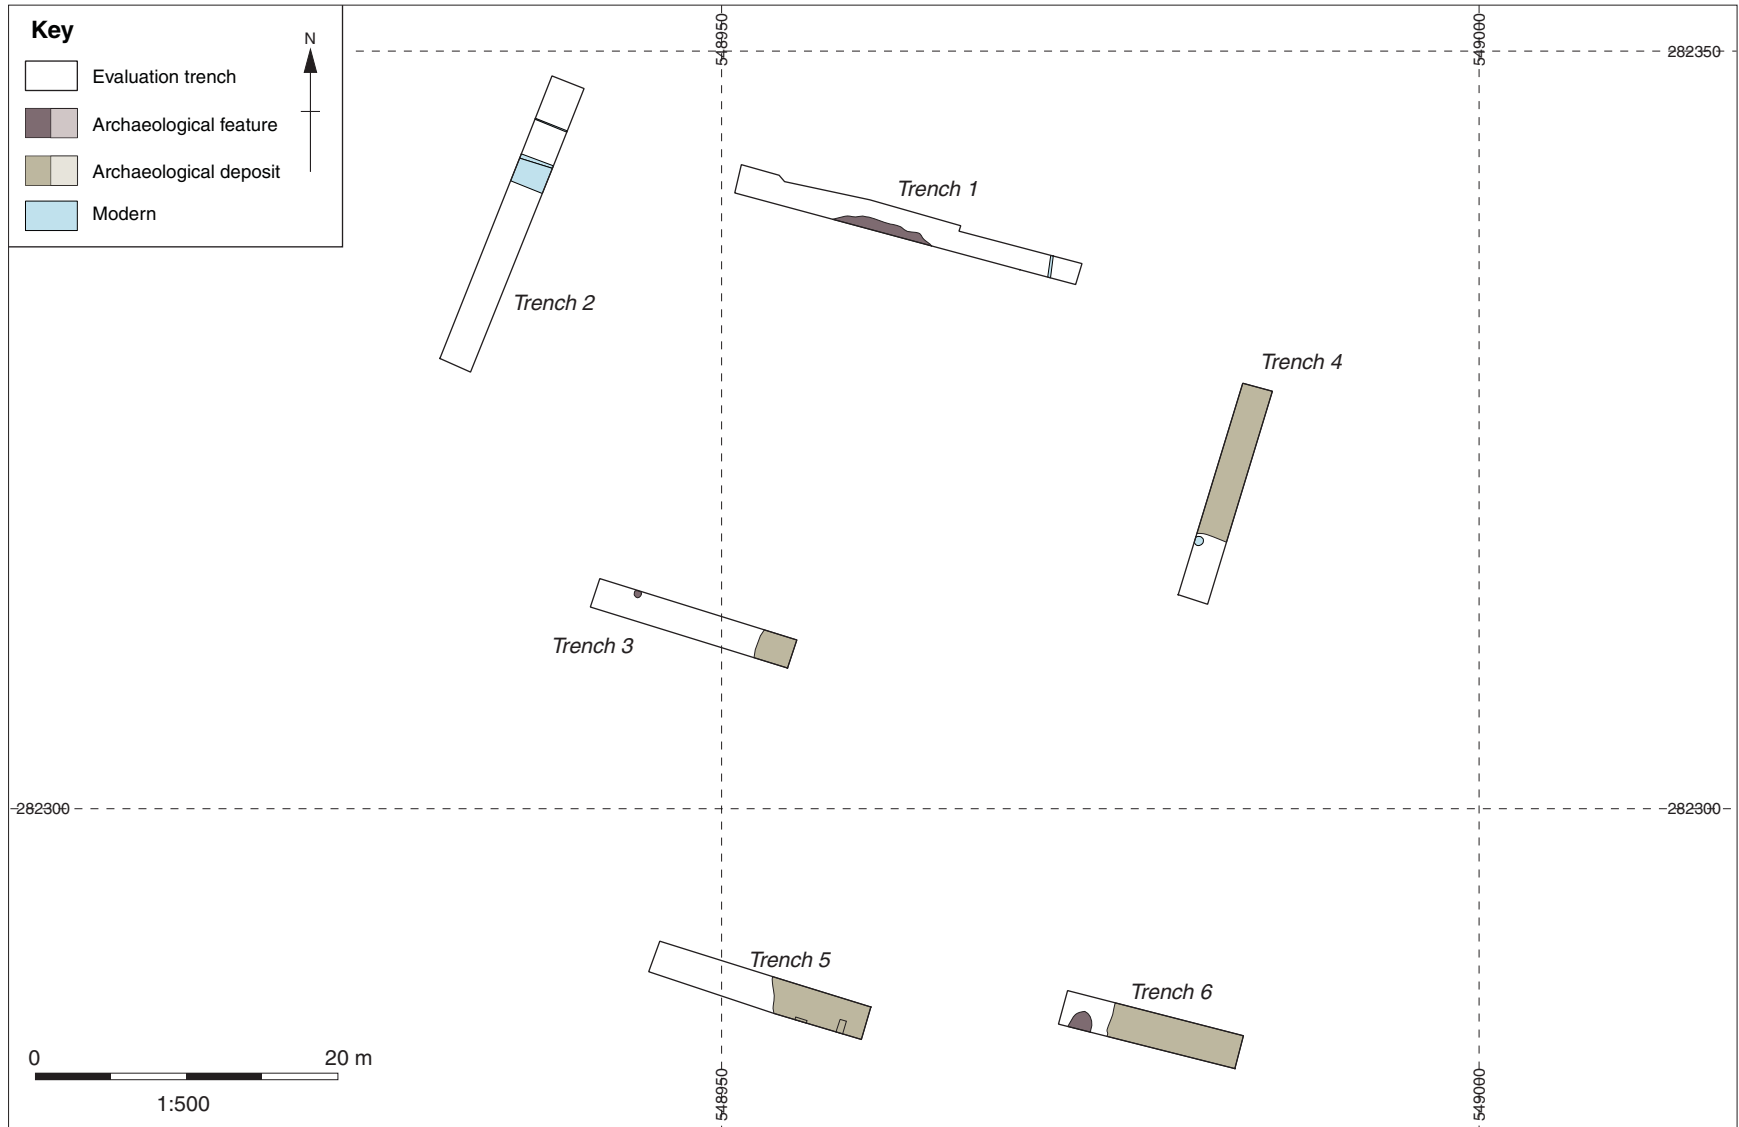 Key
N
Evaluation trench
Archaeological feature
Archaeological deposit
Modern
548950
549000
282350
Trench 1
Trench 2
Trench 4
Trench 3
282300
282300
Trench 5
Trench 6
0 20 m
1:500
548950
549000